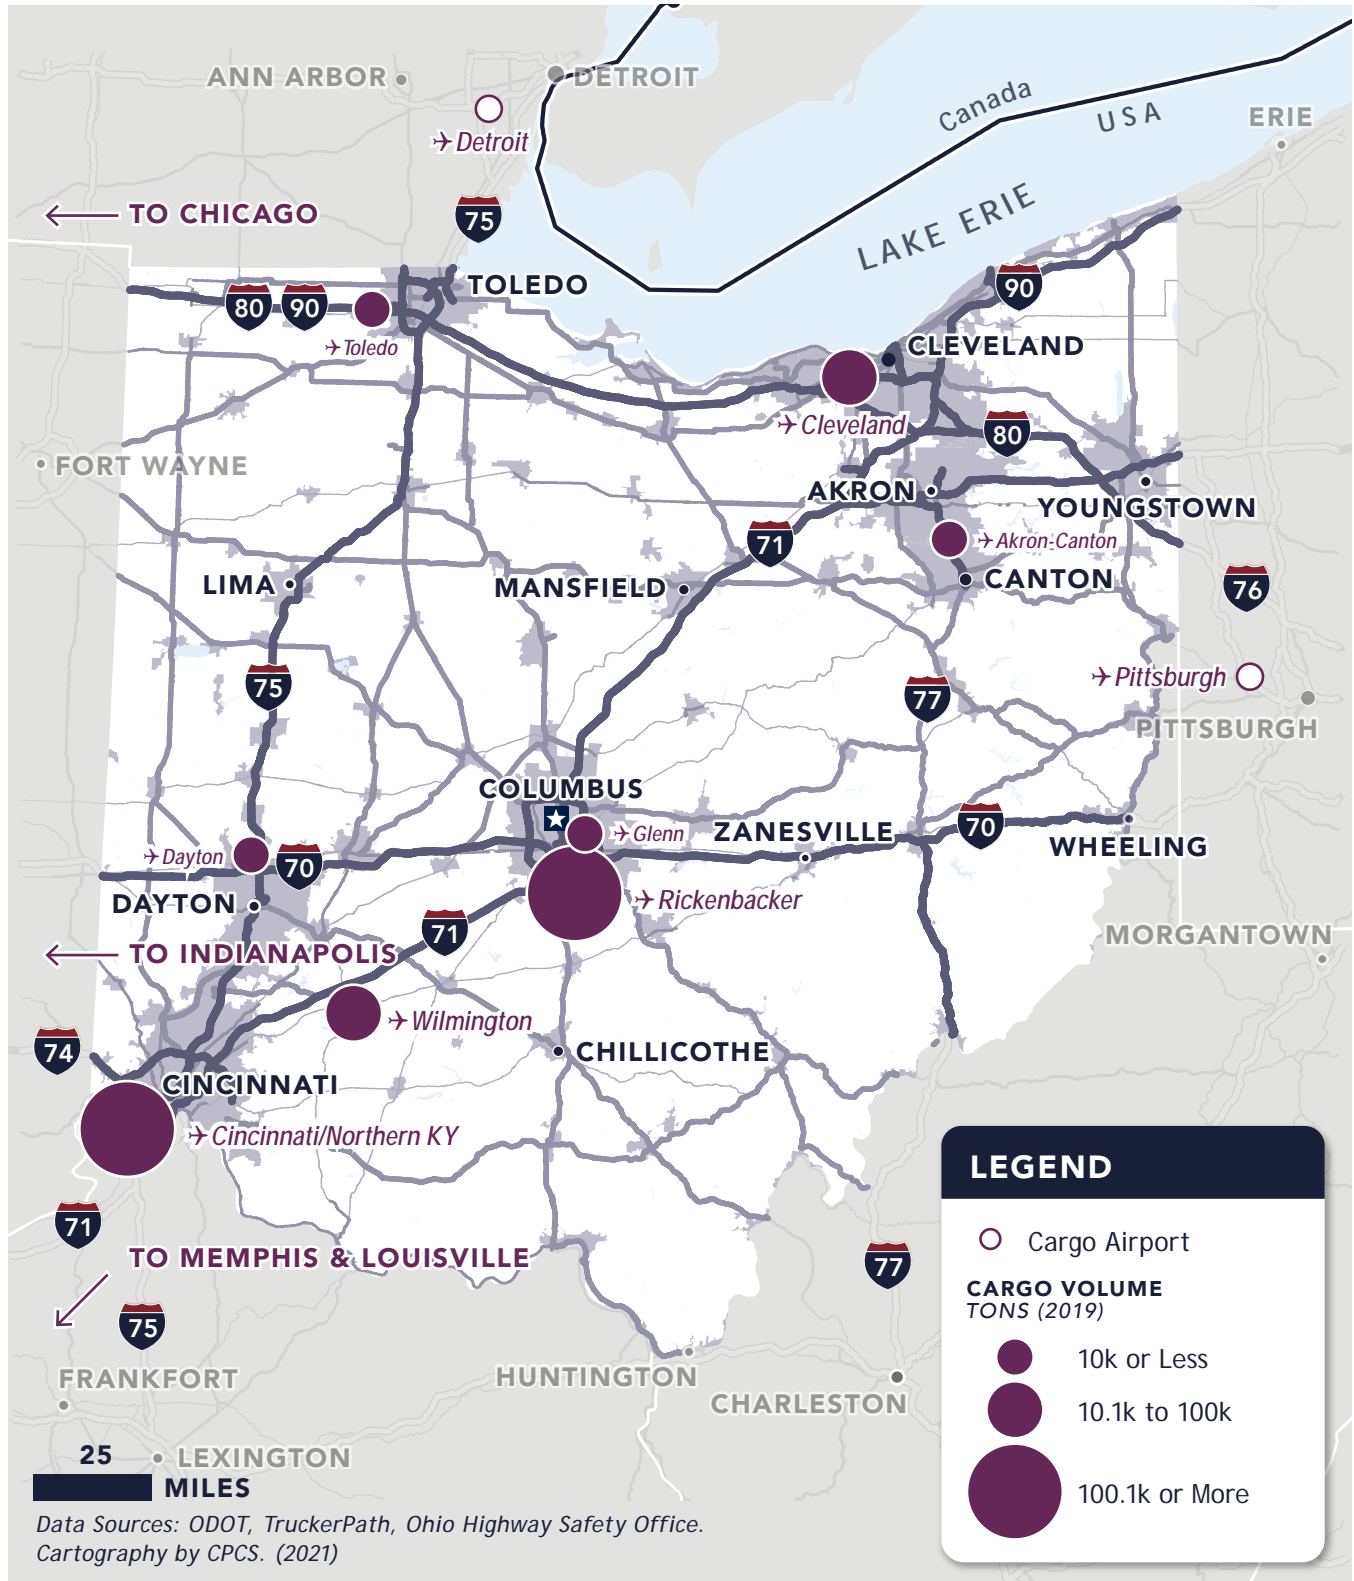 ANN ARBOR
DETROIT
Detroit
Canada
USA
ERIE
TO CHICAGO
75
LAKE ERIE
TOLEDO
80
90
90
Toledo
CLEVELAND
Cleveland
80
FORT WAYNE
AKRON
YOUNGSTOWN
71
Akron-Canton
LIMA
MANSFIELD
CANTON
76
75
77
Pittsburgh
PITTSBURGH
COLUMBUS
Glenn
ZANESVILLE
70
WHEELING
Dayton
70
DAYTON
Rickenbacker
71
MORGANTOWN
TO INDIANAPOLIS
Wilmington
74
CHILLICOTHE
CINCINNATI
Cincinnati/Northern KY
71
TO MEMPHIS & LOUISVILLE
77
75
FRANKFORT
HUNTINGTON
CHARLESTON
LEXINGTON
25
MILES
Data Sources: ODOT, TruckerPath, Ohio Highway Safety Office.
Cartography by CPCS. (2021)
LEGEND
Cargo Airport
CARGO VOLUME
TONS (2019)
10k or Less
10.1k to 100k
100.1k or More